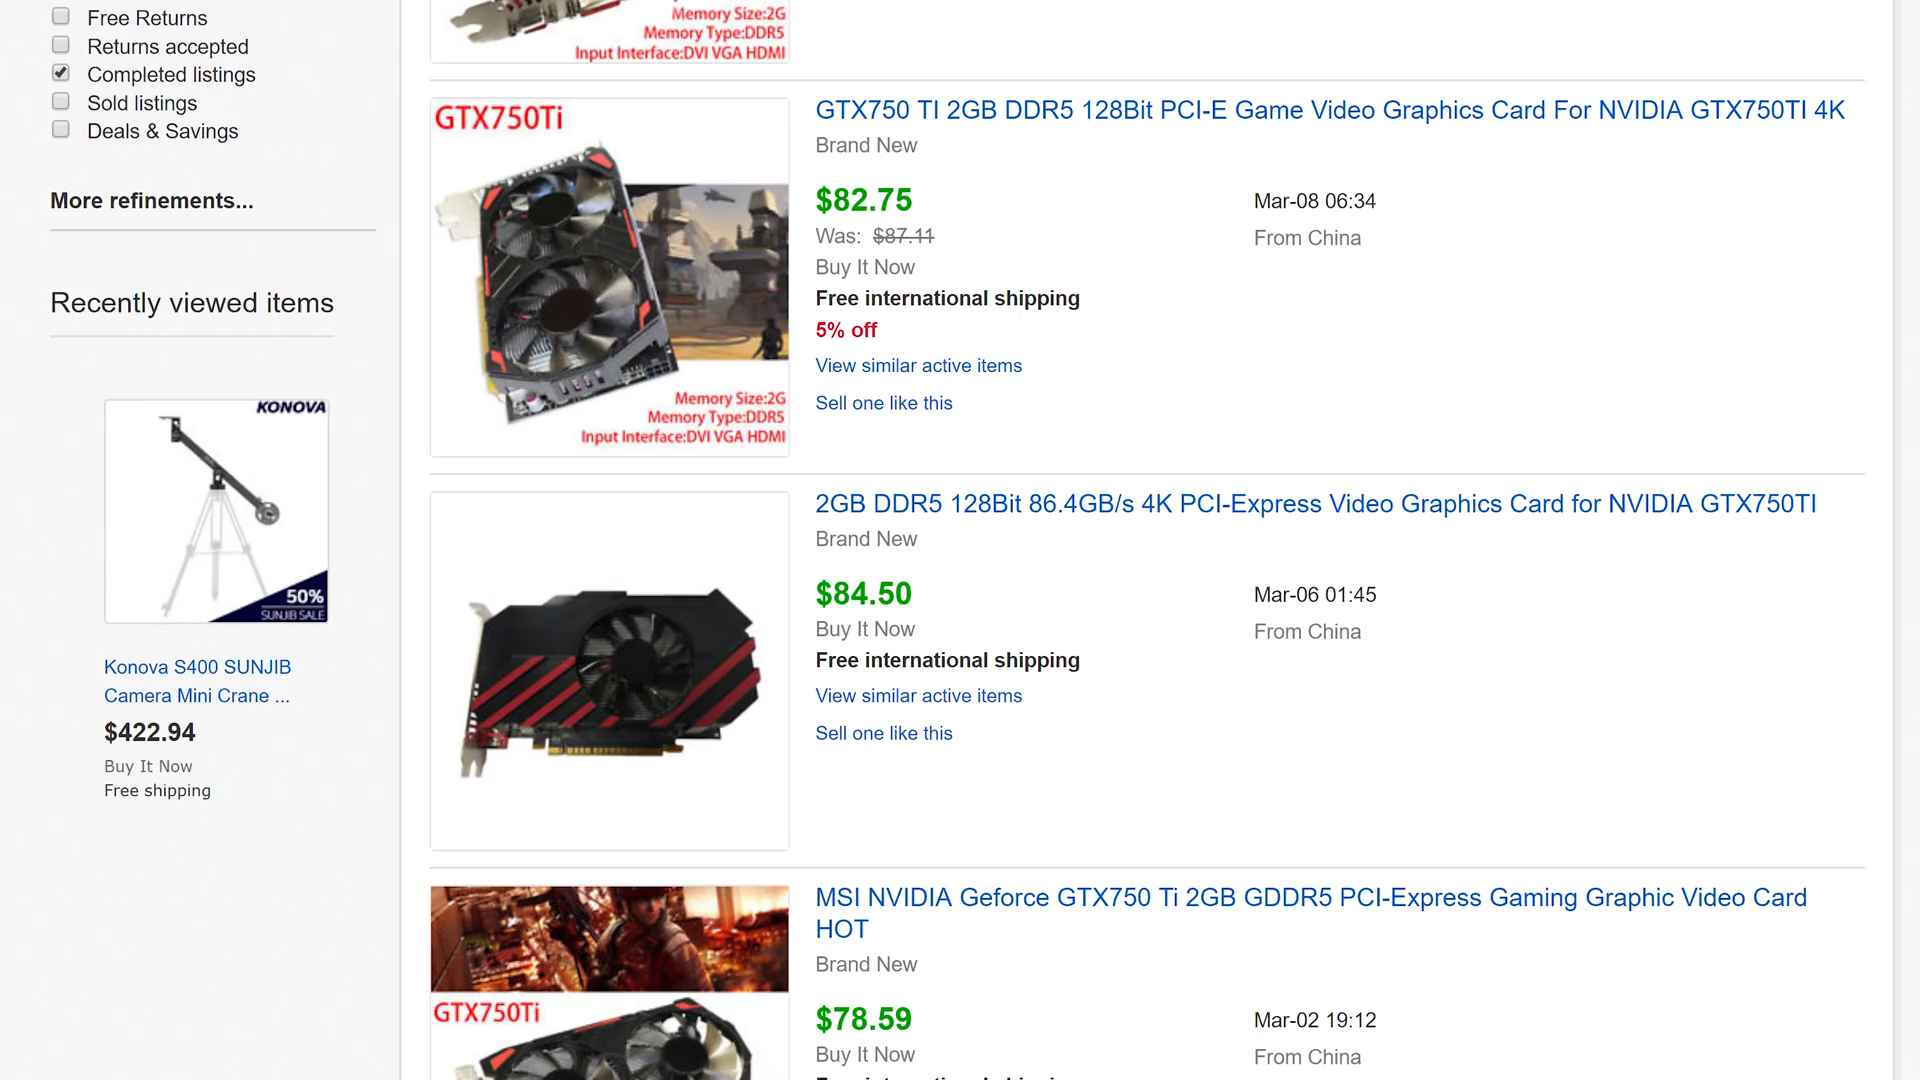 Free Returns
Returns accepted
Completed listings
Sold listings
Deals & Savings
More refinements...
Recently viewed items
KONOVA
50%
SUNJIB SALE
Konova S400 SUNJIB
Camera Mini Crane ...
$422.94
Buy It Now
Free shipping
Memory Size:2G
Memory Type:DDR5
Input Interface:DVI VGA HDMI
GTX750Ti
Memory Size:2G
Memory Type:DDR5
Input Interface:DVI VGA HDMI
GTX750 TI 2GB DDR5 128Bit PCI-E Game Video Graphics Card For NVIDIA GTX750TI 4K
Brand New
$82.75
Was: $87.11
Buy It Now
Free international shipping
5% off
View similar active items
Sell one like this
Mar-08 06:34
From China
2GB DDR5 128Bit 86.4GB/s 4K PCI-Express Video Graphics Card for NVIDIA GTX750TI
Brand New
$84.50
Buy It Now
Free international shipping
View similar active items
Sell one like this
Mar-06 01:45
From China
GTX750Ti
MSI NVIDIA Geforce GTX750 Ti 2GB GDDR5 PCI-Express Gaming Graphic Video Card
HOT
Brand New
$78.59
Buy It Now
Mar-02 19:12
From China